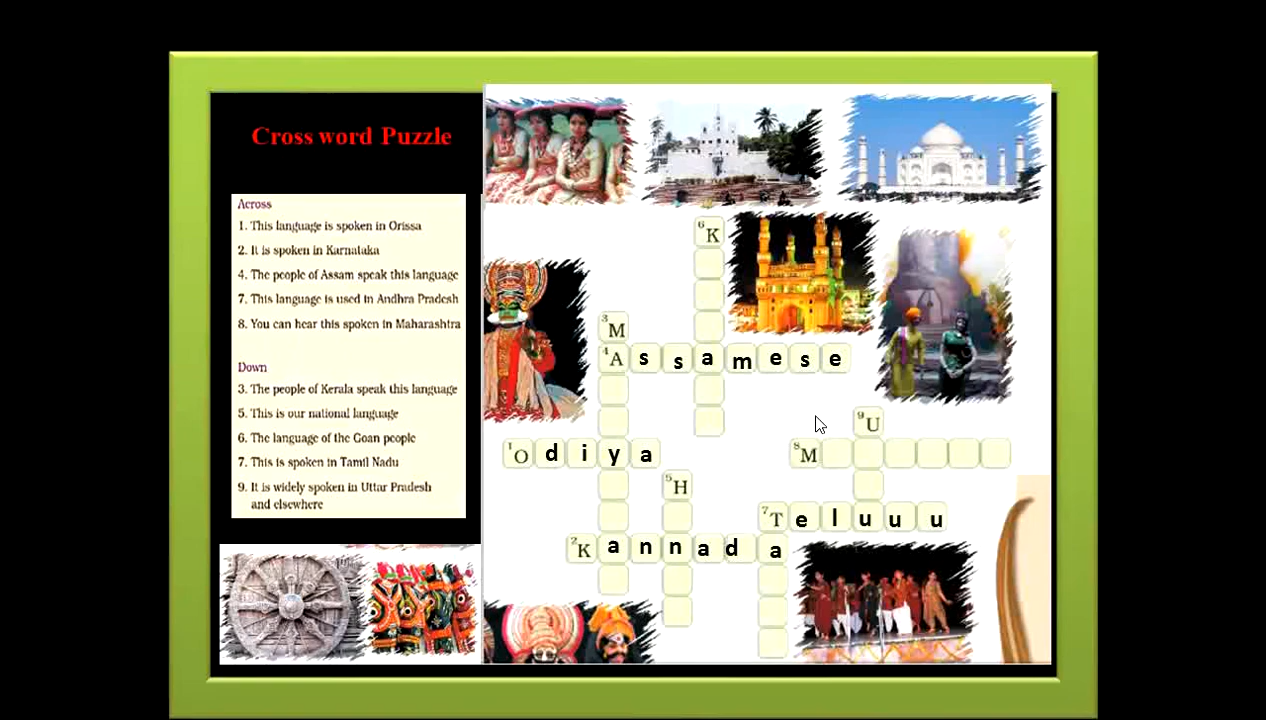 Cross word Puzzle
Across
1. This language is spoken in Orissa
2. It is spoken in Karnataka
4. The people of Assam speak this language
7. This language is used in Andhra Pradesh
8. You can hear this spoken in Maharashtra
Down
3. The people of Kerala speak this language
5. This is our national language
6. The language of the Goan people
7. This is spoken in Tamil Nadu
9. It is widely spoken in Uttar Pradesh
and elsewhere
6K
3M
4A s s a m e s e
9U
1O d i y a
8M
5H
7T e l u u u
2K a n n a d a